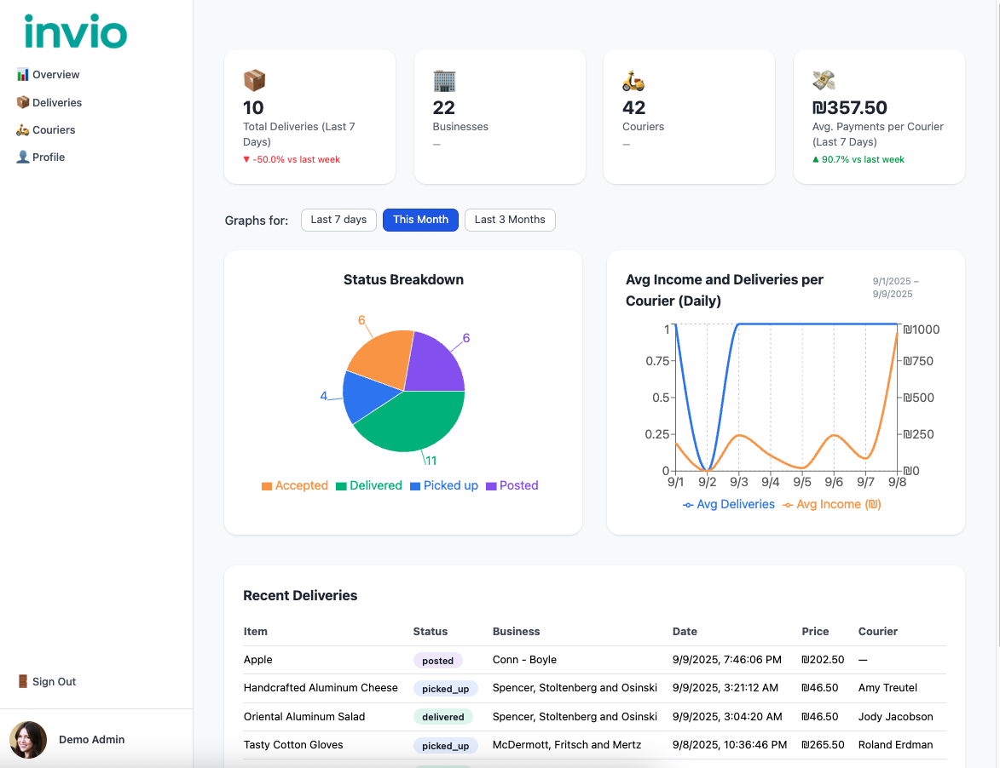 invio
Overview
Deliveries
Couriers
Profile
Sign Out
Demo Admin
10
Total Deliveries (Last 7
Days)
▼ -50.0% vs last week
22
Businesses
—
42
Couriers
—
₪357.50
Avg. Payments per Courier
(Last 7 Days)
▲ 90.7% vs last week
Graphs for: Last 7 days This Month Last 3 Months
Status Breakdown
6
6
4
11
Accepted Delivered Picked up Posted
Avg Income and Deliveries per
Courier (Daily)
9/1/2025 –
9/9/2025
1 ₪1000
0.75 ₪750
0.5 ₪500
0.25 ₪250
0 ₪0
9/1 9/2 9/3 9/4 9/5 9/6 9/7 9/8
Avg Deliveries Avg Income (₪)
Recent Deliveries
Item Status Business Date Price Courier
Apple posted Conn - Boyle 9/9/2025, 7:46:06 PM ₪202.50 —
Handcrafted Aluminum Cheese picked_up Spencer, Stoltenberg and Osinski 9/9/2025, 3:21:12 AM ₪46.50 Amy Treutel
Oriental Aluminum Salad delivered Spencer, Stoltenberg and Osinski 9/9/2025, 3:04:20 AM ₪46.50 Jody Jacobson
Tasty Cotton Gloves picked_up McDermott, Fritsch and Mertz 9/8/2025, 10:36:46 PM ₪265.50 Roland Erdman